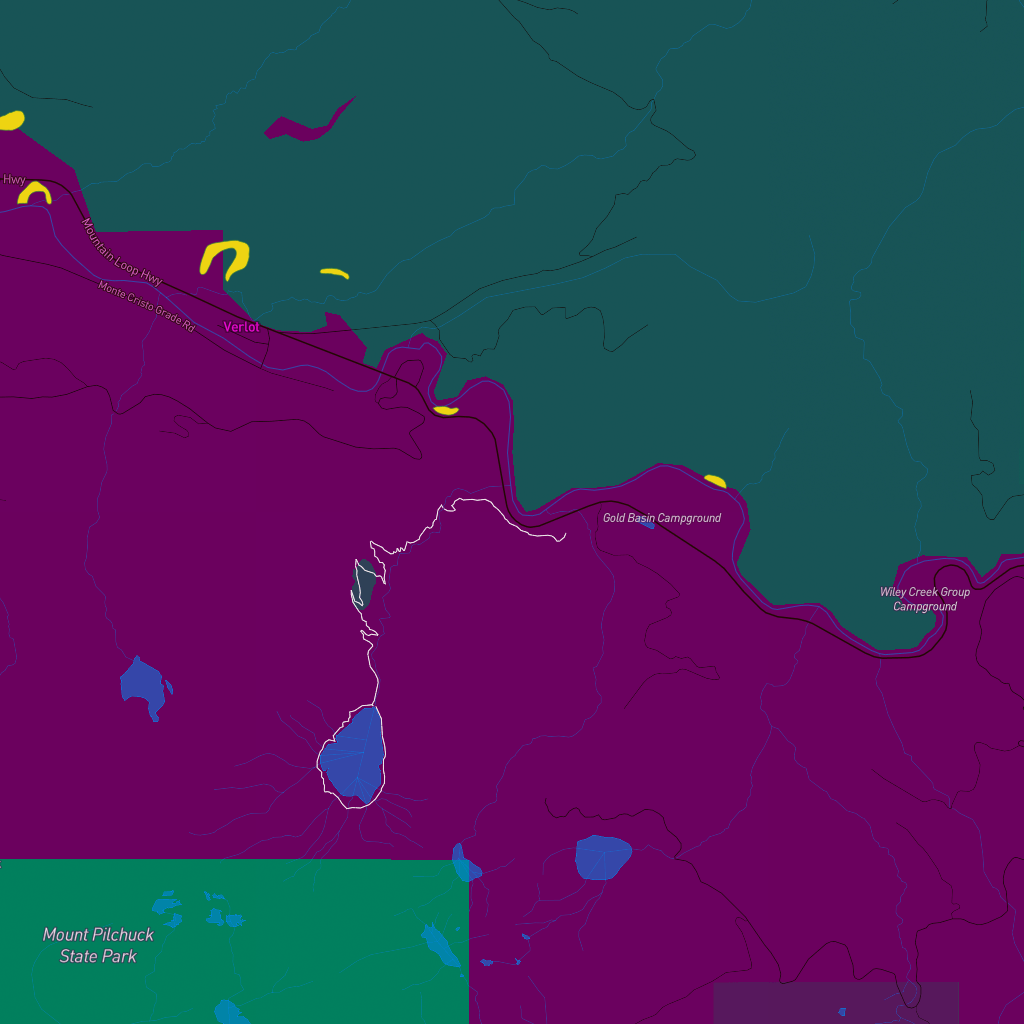 Hwy
Mountain Loop Hwy
Monte Cristo Grade Rd
Verlot
Gold Basin Campground
Wiley Creek Group
Campground
Mount Pilchuck
State Park